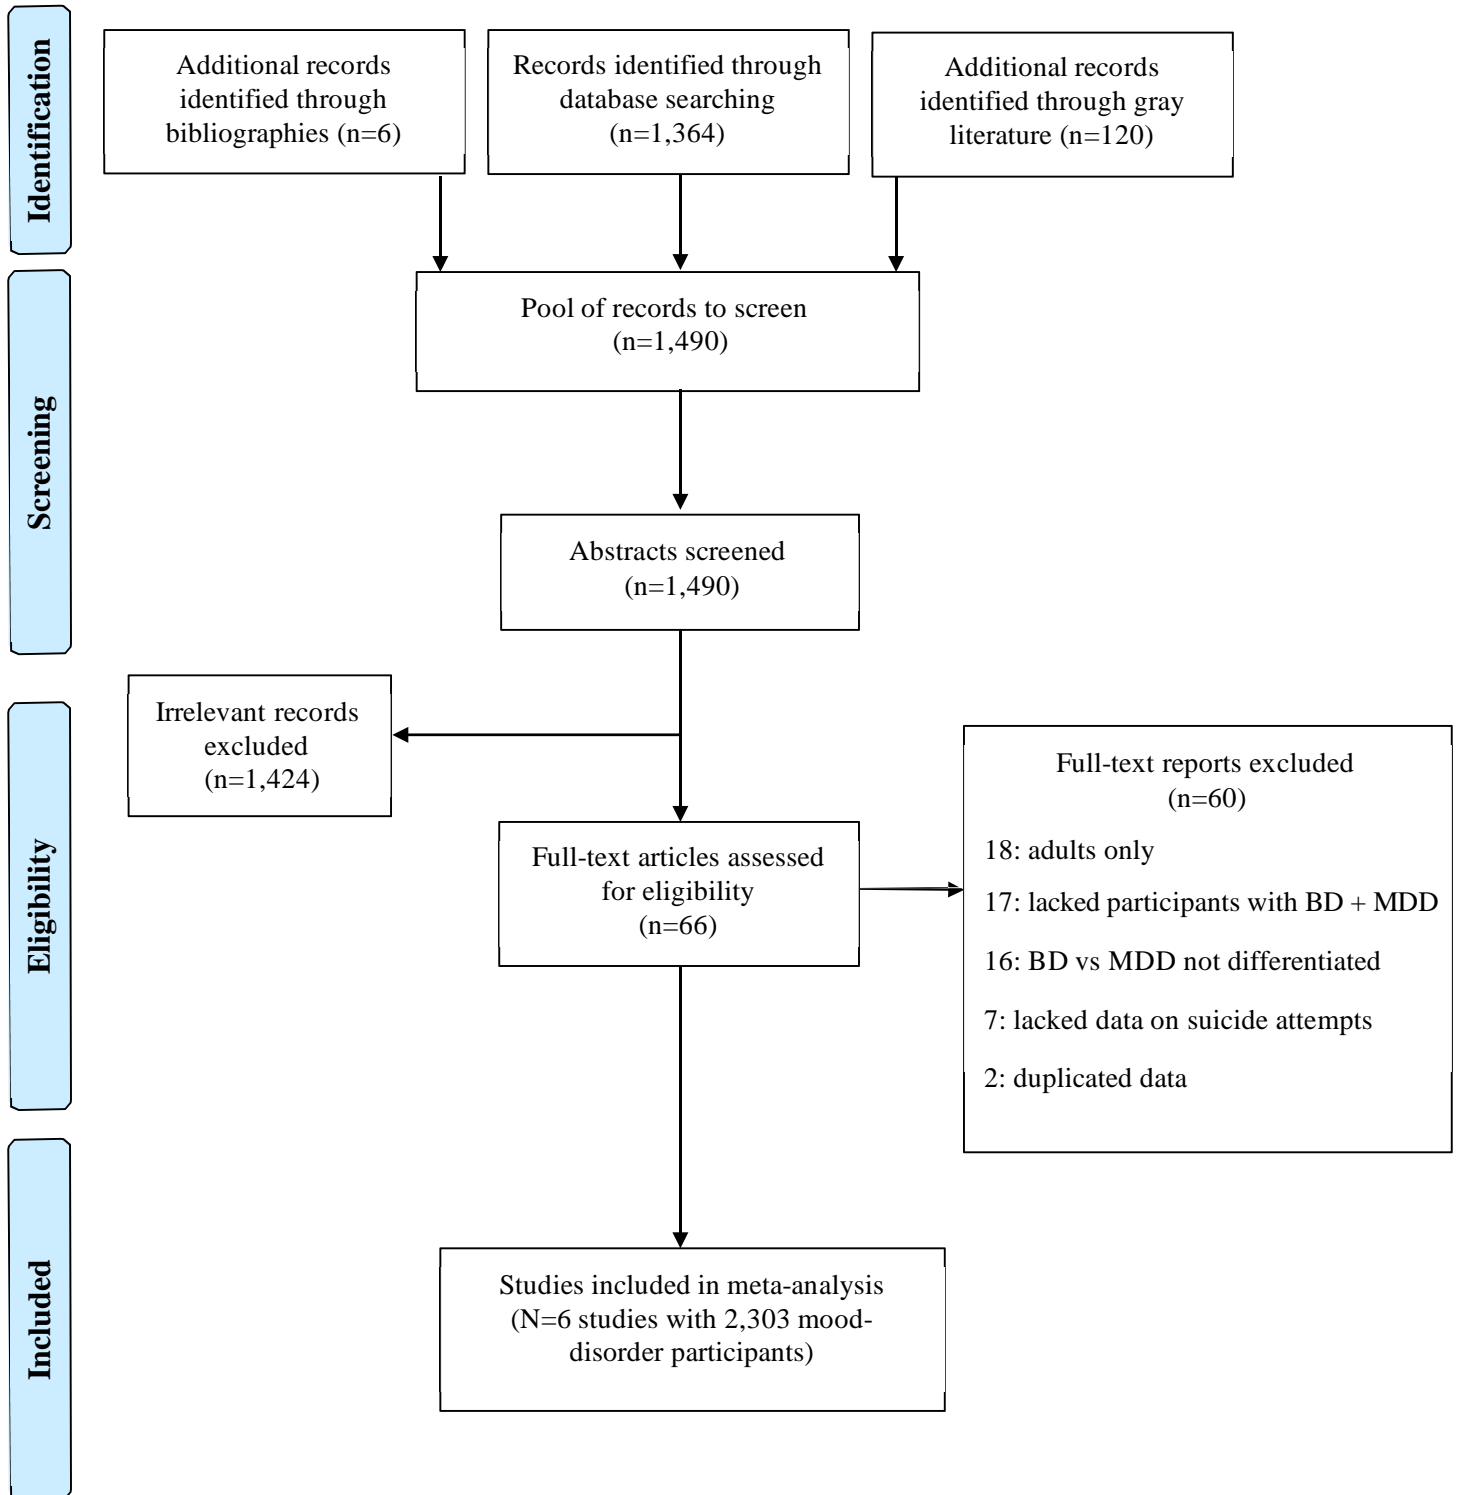 Identification
Additional records
identified through
bibliographies (n=6)
Records identified through
database searching
(n=1,364)
Additional records
identified through gray
literature (n=120)
Screening
Pool of records to screen
(n=1,490)
Abstracts screened
(n=1,490)
Eligibility
Irrelevant records
excluded
(n=1,424)
Full-text articles assessed
for eligibility
(n=66)
Full-text reports excluded
(n=60)
18: adults only
17: lacked participants with BD + MDD
16: BD vs MDD not differentiated
7: lacked data on suicide attempts
2: duplicated data
Included
Studies included in meta-analysis
(N=6 studies with 2,303 mood-
disorder participants)